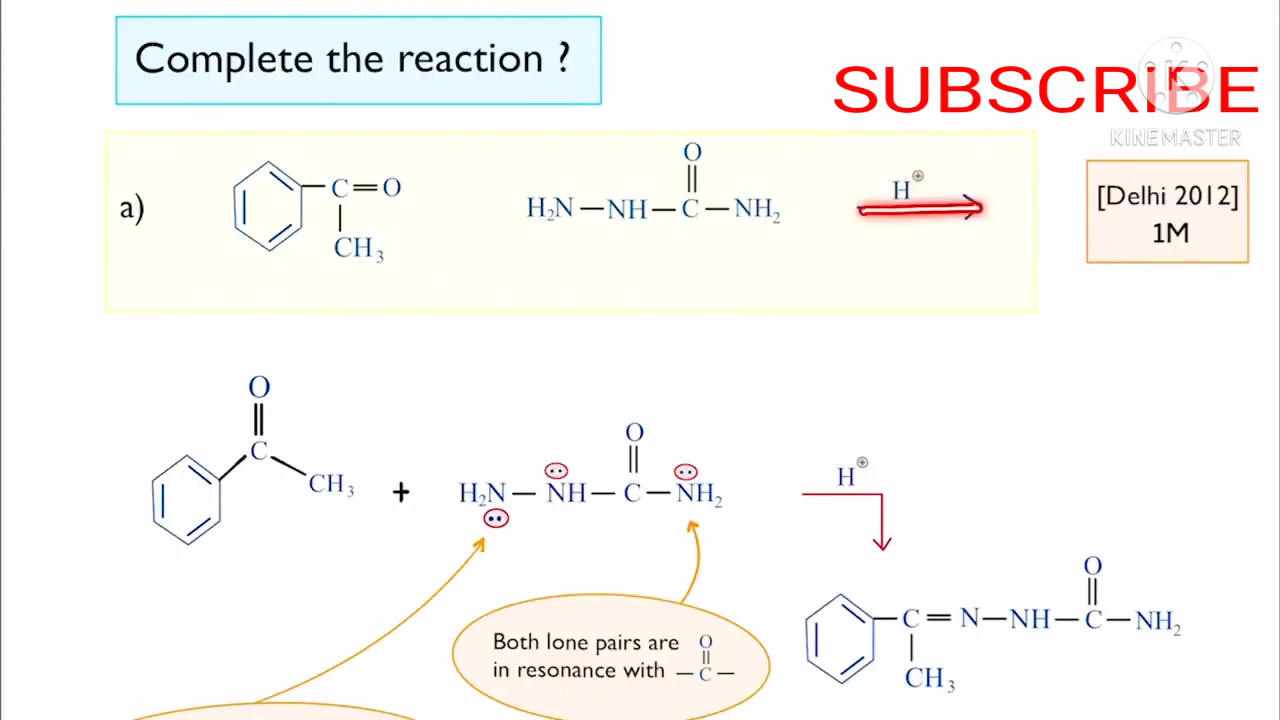 Complete the reaction ?
SUBSCRIBE
K
KINEMASTER
a)
C = O
CH₃
O
H₂N — NH — C — NH₂
H⊕
[Delhi 2012]
1M
O
C
CH₃
+
O
H₂N — NH — C — NH₂
H⊕
O
C = N — NH — C — NH₂
CH₃
Both lone pairs are
in resonance with — C —
O